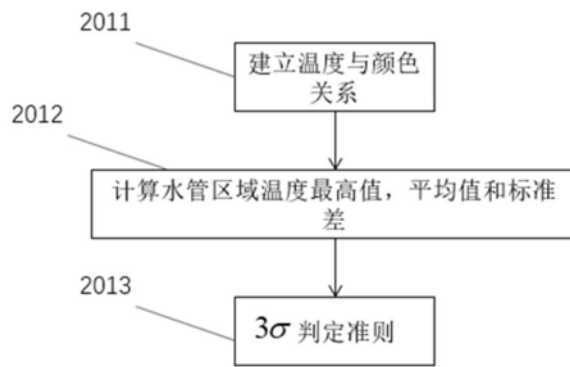 2011
建立温度与颜色
关系
2012
计算水管区域温度最高值，平均值和标准
差
2013
3σ 判定准则